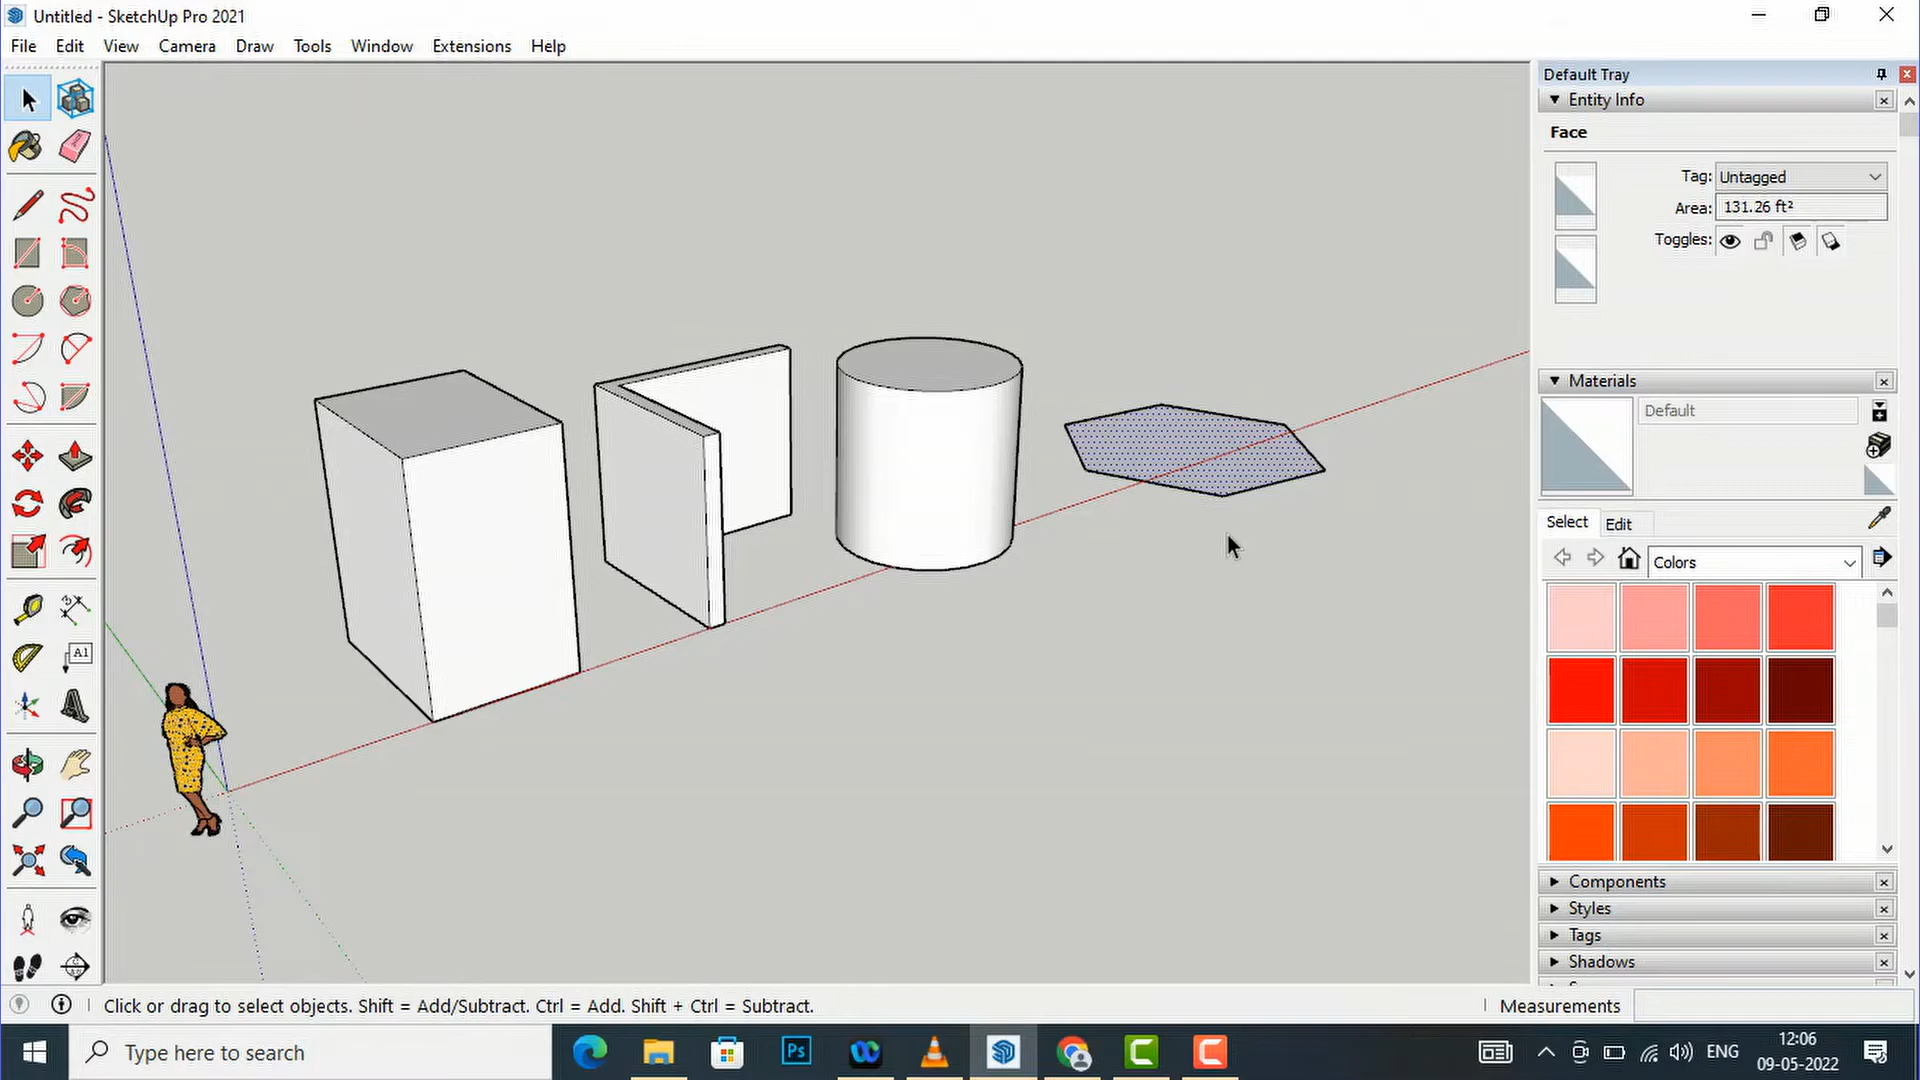 Untitled - SketchUp Pro 2021
File Edit View Camera Draw Tools Window Extensions Help
Default Tray
Entity Info
Face
Tag: Untagged
Area: 131.26 ft²
Toggles:
Materials
Default
Select Edit
Colors
A1
Components
Styles
Tags
Shadows
Click or drag to select objects. Shift = Add/Subtract. Ctrl = Add. Shift + Ctrl = Subtract.
Measurements
Type here to search
Ps
ENG
12:06
09-05-2022